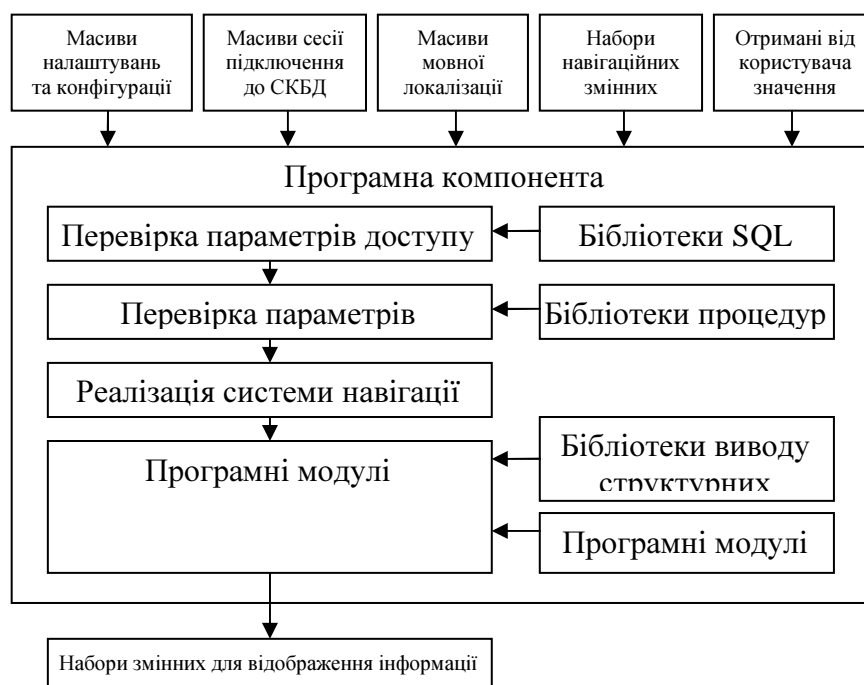 Масиви
налаштувань
та конфігурації
Масиви сесії
підключення
до СКБД
Масиви
мовної
локалізації
Набори
навігаційних
змінних
Отримані від
користувача
значення
Програмна компонента
Перевірка параметрів доступу
Бібліотеки SQL
Перевірка параметрів
Бібліотеки процедур
Реалізація системи навігації
Програмні модулі
Бібліотеки виводу
структурних
Програмні модулі
Набори змінних для відображення інформації